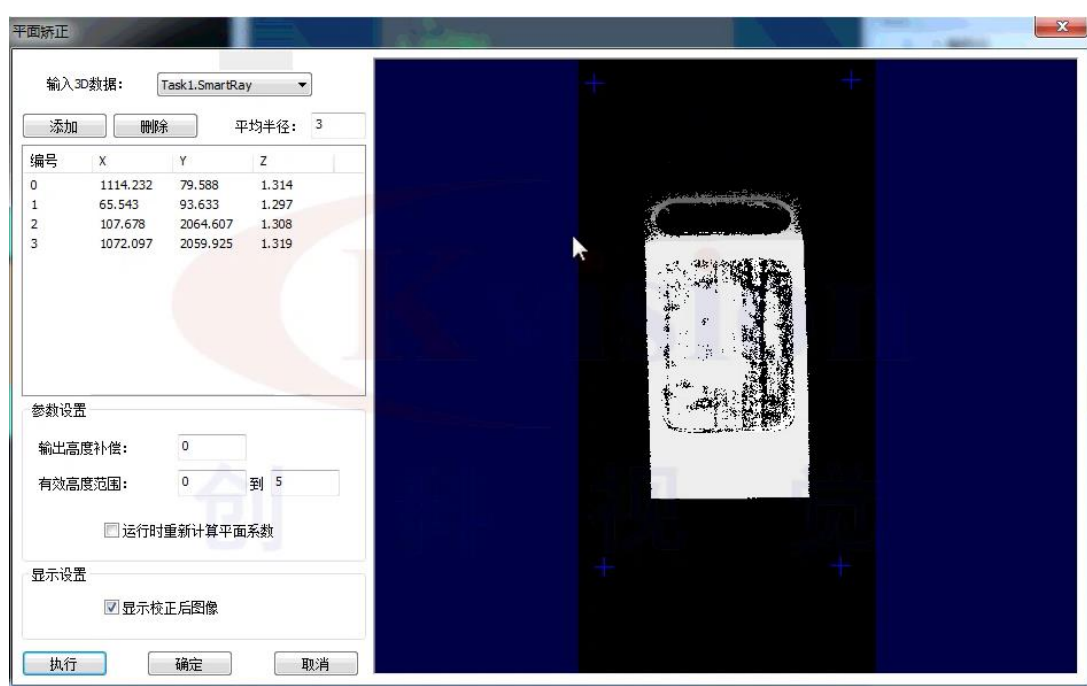 平面矫正
输入3D数据： Task1.SmartRay
添加 删除 平均半径： 3
编号 X Y Z
0 1114.232 79.588 1.314
1 65.543 93.633 1.297
2 107.678 2064.607 1.308
3 1072.097 2059.925 1.319
参数设置
输出高度补偿： 0
有效高度范围： 0 到 5
运行时重新计算平面系数
显示设置
显示校正后图像
执行 确定 取消
CKvision
创科视觉